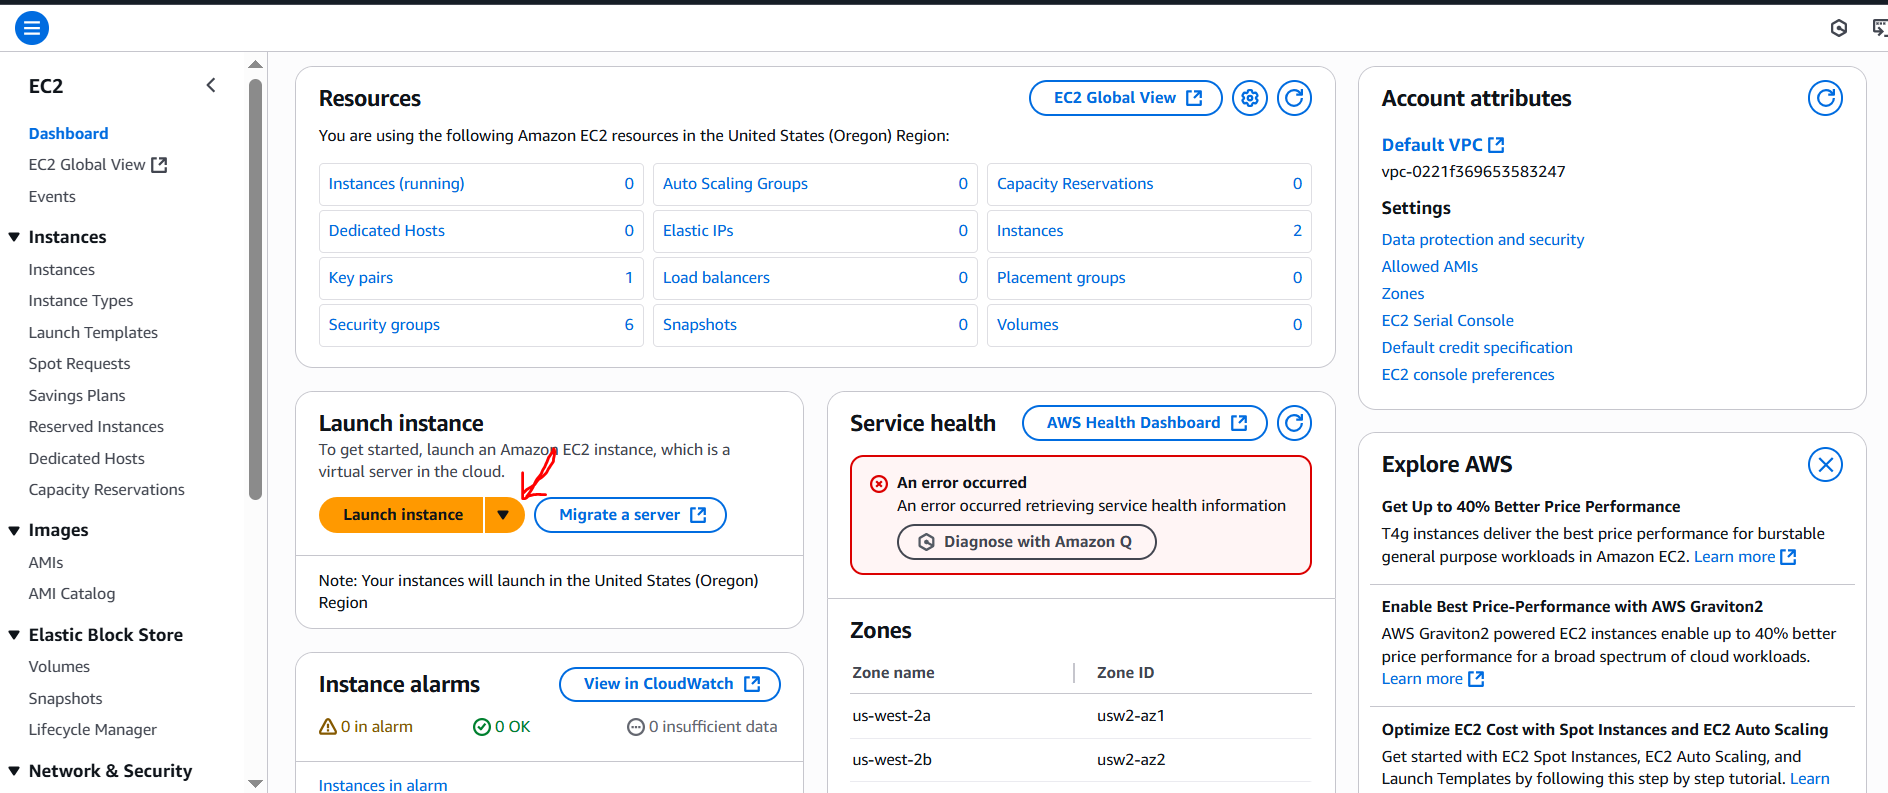 EC2
Dashboard
EC2 Global View
Events
Instances
Instances
Instance Types
Launch Templates
Spot Requests
Savings Plans
Reserved Instances
Dedicated Hosts
Capacity Reservations
Images
AMIs
AMI Catalog
Elastic Block Store
Volumes
Snapshots
Lifecycle Manager
Network & Security
Resources
EC2 Global View
You are using the following Amazon EC2 resources in the United States (Oregon) Region:
Instances (running) 0
Auto Scaling Groups 0
Capacity Reservations 0
Dedicated Hosts 0
Elastic IPs 0
Instances 2
Key pairs 1
Load balancers 0
Placement groups 0
Security groups 6
Snapshots 0
Volumes 0
Launch instance
To get started, launch an Amazon EC2 instance, which is a
virtual server in the cloud.
Launch instance
Migrate a server
Note: Your instances will launch in the United States (Oregon)
Region
Instance alarms
View in CloudWatch
0 in alarm
0 OK
0 insufficient data
Instances in alarm
Service health
AWS Health Dashboard
An error occurred
An error occurred retrieving service health information
Diagnose with Amazon Q
Zones
Zone name Zone ID
us-west-2a usw2-az1
us-west-2b usw2-az2
Account attributes
Default VPC
vpc-0221f369653583247
Settings
Data protection and security
Allowed AMIs
Zones
EC2 Serial Console
Default credit specification
EC2 console preferences
Explore AWS
Get Up to 40% Better Price Performance
T4g instances deliver the best price performance for burstable
general purpose workloads in Amazon EC2. Learn more
Enable Best Price-Performance with AWS Graviton2
AWS Graviton2 powered EC2 instances enable up to 40% better
price performance for a broad spectrum of cloud workloads.
Learn more
Optimize EC2 Cost with Spot Instances and EC2 Auto Scaling
Get started with EC2 Spot Instances, EC2 Auto Scaling, and
Launch Templates by following this step by step tutorial. Learn